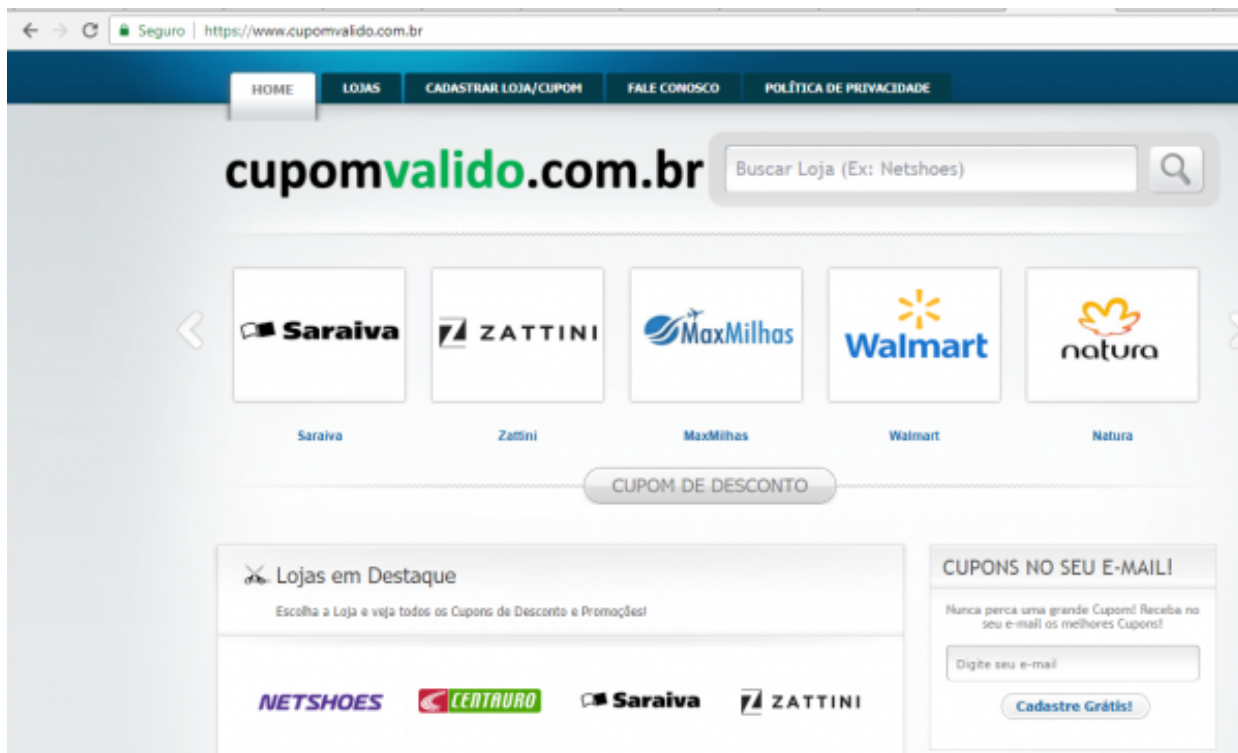 Seguro | https://www.cupomvalido.com.br
HOME LOJAS CADASTRAR LOJA/CUPOM FALE CONOSCO POLÍTICA DE PRIVACIDADE
cupomvalido.com.br
Buscar Loja (Ex: Netshoes)
Saraiva ZATTINI MaxMilhas Walmart natura
Saraiva Zattini MaxMilhas Walmart Natura
CUPOM DE DESCONTO
Lojas em Destaque
Escolha a Loja e veja todos os Cupons de Desconto e Promoções!
NETSHOES CENTAURO Saraiva ZATTINI
CUPONS NO SEU E-MAIL!
Nunca perca uma grande Cupom! Receba no
seu e-mail os melhores Cupons!
Digite seu e-mail
Cadastre Grátis!